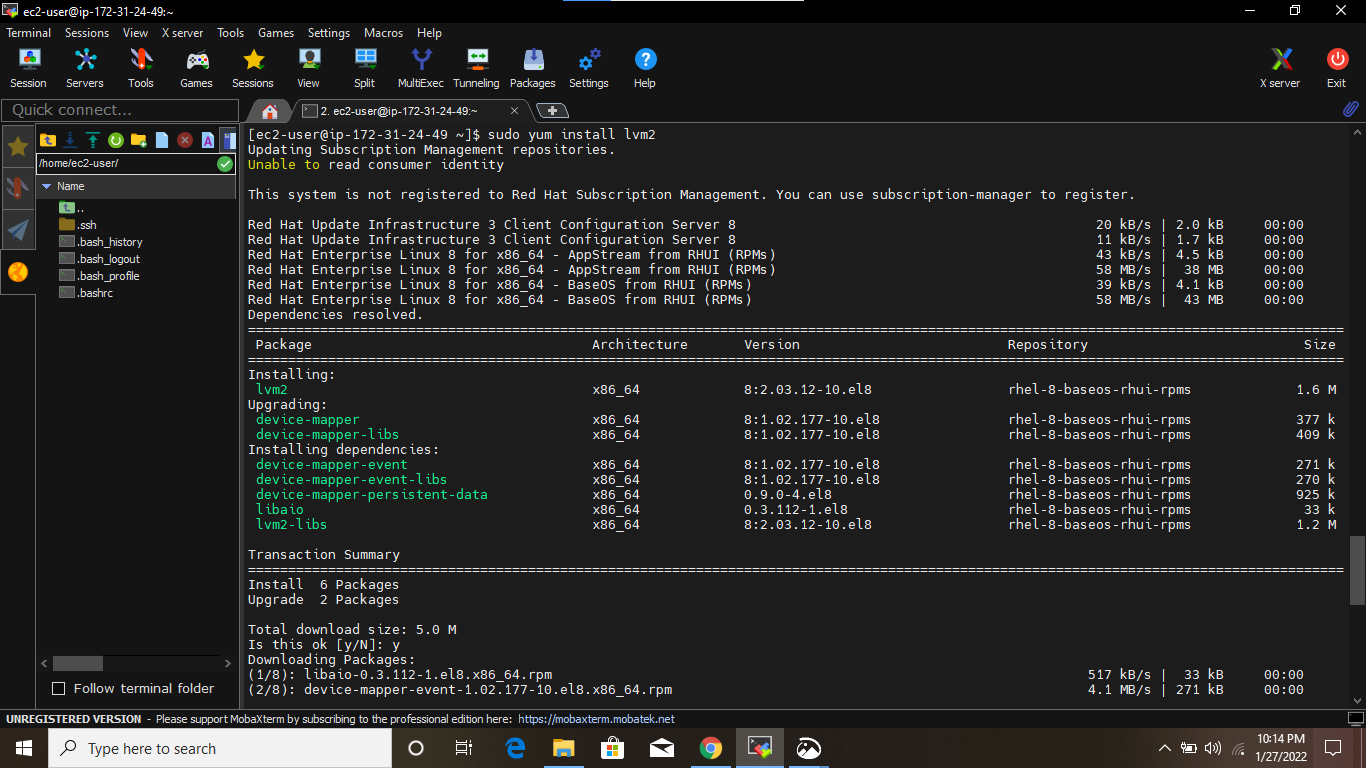 ec2-user@ip-172-31-24-49:~
Terminal Sessions View X server Tools Games Settings Macros Help
Session Servers Tools Games Sessions View Split MultiExec Tunneling Packages Settings Help X server Exit
Quick connect...
2. ec2-user@ip-172-31-24-49:~
/home/ec2-user/
Name
..
.ssh
.bash_history
.bash_logout
.bash_profile
.bashrc
Follow terminal folder
[ec2-user@ip-172-31-24-49 ~]$ sudo yum install lvm2
Updating Subscription Management repositories.
Unable to read consumer identity
This system is not registered to Red Hat Subscription Management. You can use subscription-manager to register.
Red Hat Update Infrastructure 3 Client Configuration Server 8 20 kB/s | 2.0 kB 00:00
Red Hat Update Infrastructure 3 Client Configuration Server 8 11 kB/s | 1.7 kB 00:00
Red Hat Enterprise Linux 8 for x86_64 - AppStream from RHUI (RPMs) 43 kB/s | 4.5 kB 00:00
Red Hat Enterprise Linux 8 for x86_64 - AppStream from RHUI (RPMs) 58 MB/s | 38 MB 00:00
Red Hat Enterprise Linux 8 for x86_64 - BaseOS from RHUI (RPMs) 39 kB/s | 4.1 kB 00:00
Red Hat Enterprise Linux 8 for x86_64 - BaseOS from RHUI (RPMs) 58 MB/s | 43 MB 00:00
Dependencies resolved.
Package Architecture Version Repository Size
Installing:
lvm2 x86_64 8:2.03.12-10.el8 rhel-8-baseos-rhui-rpms 1.6 M
Upgrading:
device-mapper x86_64 8:1.02.177-10.el8 rhel-8-baseos-rhui-rpms 377 k
device-mapper-libs x86_64 8:1.02.177-10.el8 rhel-8-baseos-rhui-rpms 409 k
Installing dependencies:
device-mapper-event x86_64 8:1.02.177-10.el8 rhel-8-baseos-rhui-rpms 271 k
device-mapper-event-libs x86_64 8:1.02.177-10.el8 rhel-8-baseos-rhui-rpms 270 k
device-mapper-persistent-data x86_64 0.9.0-4.el8 rhel-8-baseos-rhui-rpms 925 k
libaio x86_64 0.3.112-1.el8 rhel-8-baseos-rhui-rpms 33 k
lvm2-libs x86_64 8:2.03.12-10.el8 rhel-8-baseos-rhui-rpms 1.2 M
Transaction Summary
Install 6 Packages
Upgrade 2 Packages
Total download size: 5.0 M
Is this ok [y/N]: y
Downloading Packages:
(1/8): libaio-0.3.112-1.el8.x86_64.rpm 517 kB/s | 33 kB 00:00
(2/8): device-mapper-event-1.02.177-10.el8.x86_64.rpm 4.1 MB/s | 271 kB 00:00
UNREGISTERED VERSION - Please support MobaXterm by subscribing to the professional edition here: https://mobaxterm.mobatek.net
Type here to search
10:14 PM
1/27/2022